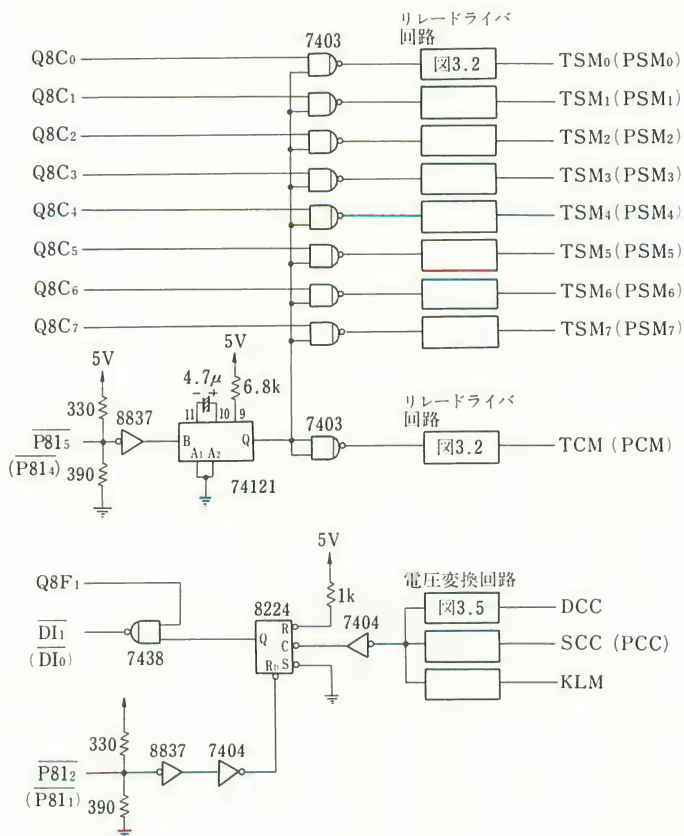 リレードライバ
回路
7403
Q8C₀
図3.2
TSM₀(PSM₀)
Q8C₁
TSM₁(PSM₁)
Q8C₂
TSM₂(PSM₂)
Q8C₃
TSM₃(PSM₃)
Q8C₄
TSM₄(PSM₄)
Q8C₅
TSM₅(PSM₅)
Q8C₆
TSM₆(PSM₆)
Q8C₇
TSM₇(PSM₇)
5V
5V
4.7μ
− +
6.8k
330
8837
11 10 9
7403
リレードライバ
回路
P81₅
(P81₄)
B
Q
A₁ A₂
図3.2
TCM (PCM)
390
74121
5V
Q8F₁
1k
電圧変換回路
8224
7404
図3.5
DCC
DI₁
(DI₀)
7438
Q
R
C
R_D S
SCC (PCC)
KLM
330
8837
7404
P81₂
(P81₁)
390